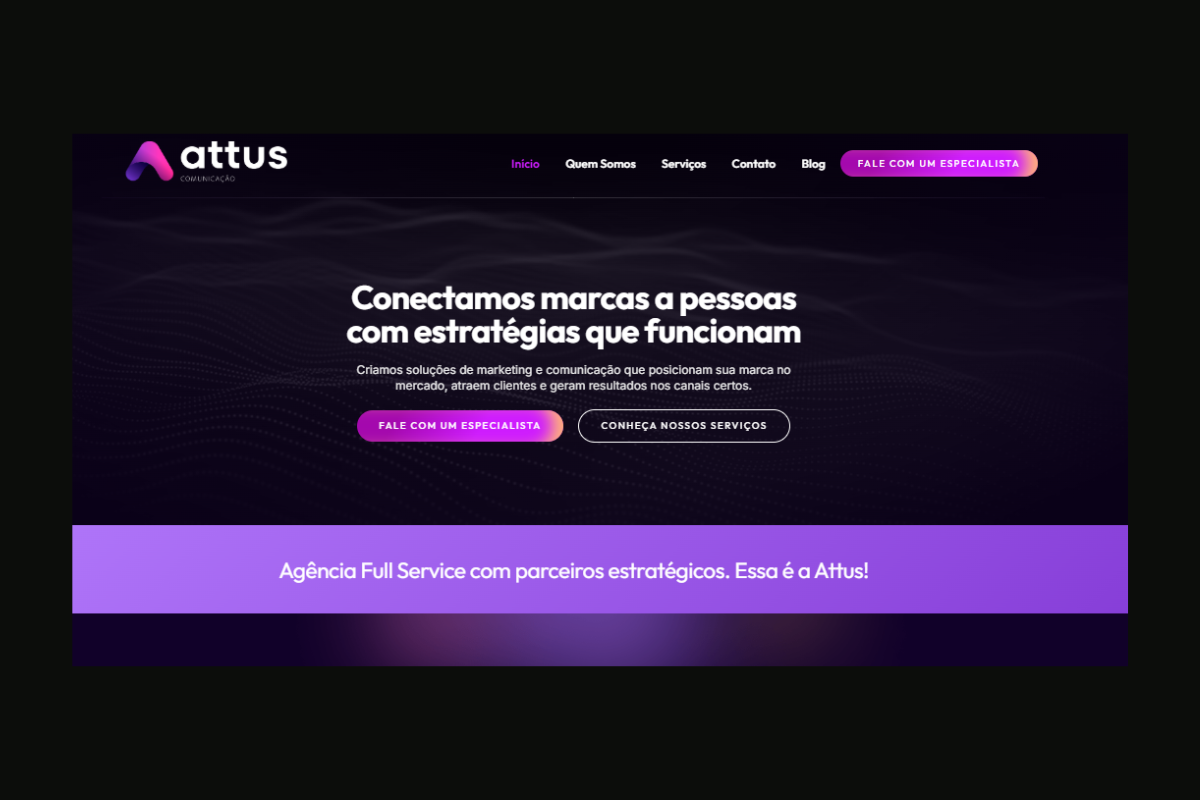 attus
COMUNICAÇÃO
Início Quem Somos Serviços Contato Blog FALE COM UM ESPECIALISTA
Conectamos marcas a pessoas
com estratégias que funcionam
Criamos soluções de marketing e comunicação que posicionam sua marca no
mercado, atraem clientes e geram resultados nos canais certos.
FALE COM UM ESPECIALISTA CONHEÇA NOSSOS SERVIÇOS
Agência Full Service com parceiros estratégicos. Essa é a Attus!